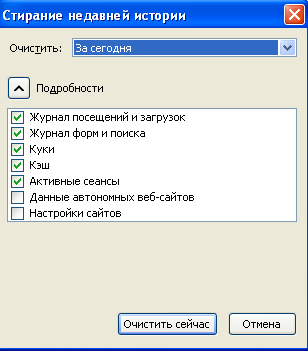 Стирание недавней истории
Очистить: За сегодня
Подробности
Журнал посещений и загрузок
Журнал форм и поиска
Куки
Кэш
Активные сеансы
Данные автономных веб-сайтов
Настройки сайтов
Очистить сейчас Отмена